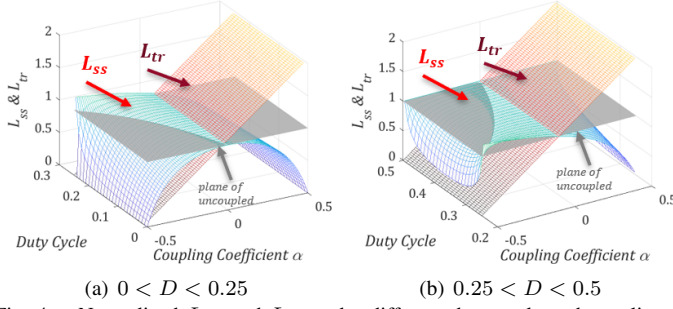 2
1.5
1
0.5
0
L_ss & L_tr
L_ss
L_tr
plane of
uncoupled
0.3
0.2
0.1
0
Duty Cycle
-0.5
0
0.5
Coupling Coefficient α
(a) 0 < D < 0.25
2
1.5
1
0.5
0
L_ss & L_tr
L_ss
L_tr
plane of
uncoupled
0.5
0.4
0.3
0.2
Duty Cycle
-0.5
0
0.5
Coupling Coefficient α
(b) 0.25 < D < 0.5